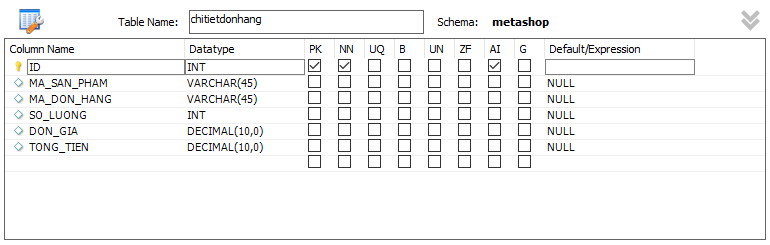 Table Name: chitietdonhang Schema: metashop
Column Name Datatype PK NN UQ B UN ZF AI G Default/Expression
ID INT
MA_SAN_PHAM VARCHAR(45) NULL
MA_DON_HANG VARCHAR(45) NULL
SO_LUONG INT NULL
DON_GIA DECIMAL(10,0) NULL
TONG_TIEN DECIMAL(10,0) NULL